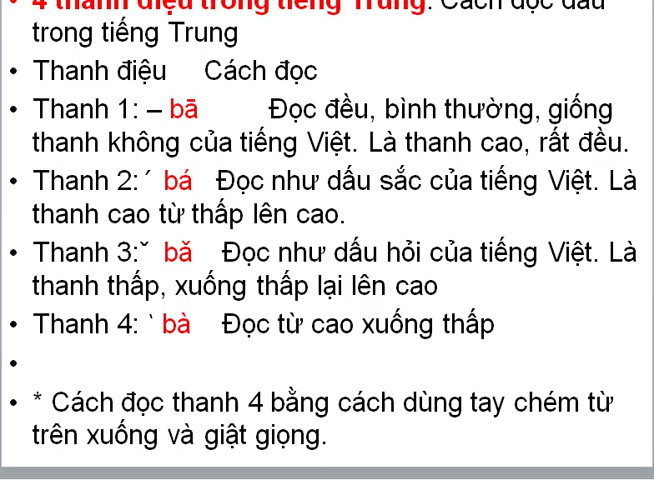 • 4 thanh điệu trong tiếng Trung. Cách đọc dấu
trong tiếng Trung
• Thanh điệu Cách đọc
• Thanh 1: – bā Đọc đều, bình thường, giống
thanh không của tiếng Việt. Là thanh cao, rất đều.
• Thanh 2: ˊ bá Đọc như dấu sắc của tiếng Việt. Là
thanh cao từ thấp lên cao.
• Thanh 3:ˇ bǎ Đọc như dấu hỏi của tiếng Việt. Là
thanh thấp, xuống thấp lại lên cao
• Thanh 4: ˋ bà Đọc từ cao xuống thấp
•
• * Cách đọc thanh 4 bằng cách dùng tay chém từ
trên xuống và giật giọng.